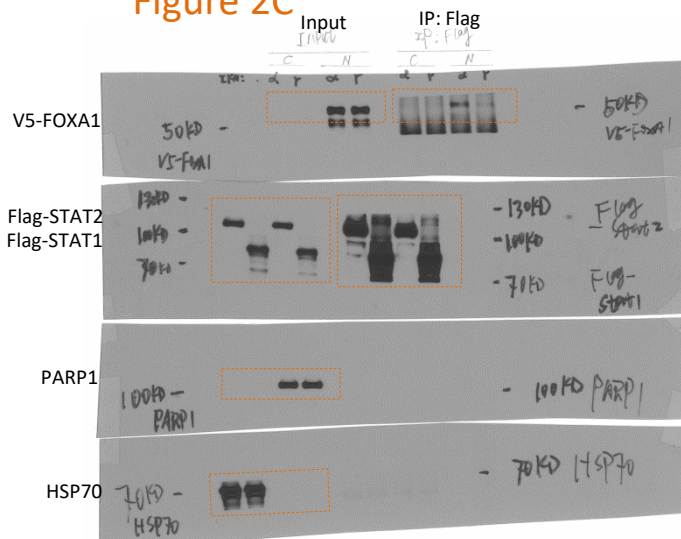 Figure 2C
Input IP: Flag
INPUT IP: Flag
C N C N
IFN: . α γ α γ α γ α γ
V5-FOXA1
50KD - - 50KD
V5-FOXA1 V5-FOXA1
Flag-STAT2
Flag-STAT1
130KD - - 130KD Flag
100KD - - 100KD - Stat2
70KD - - 70KD Flag-
Stat1
PARP1
100KD - - 100KD PARP1
PARP1
HSP70
70KD - - 70KD HSP70
HSP70